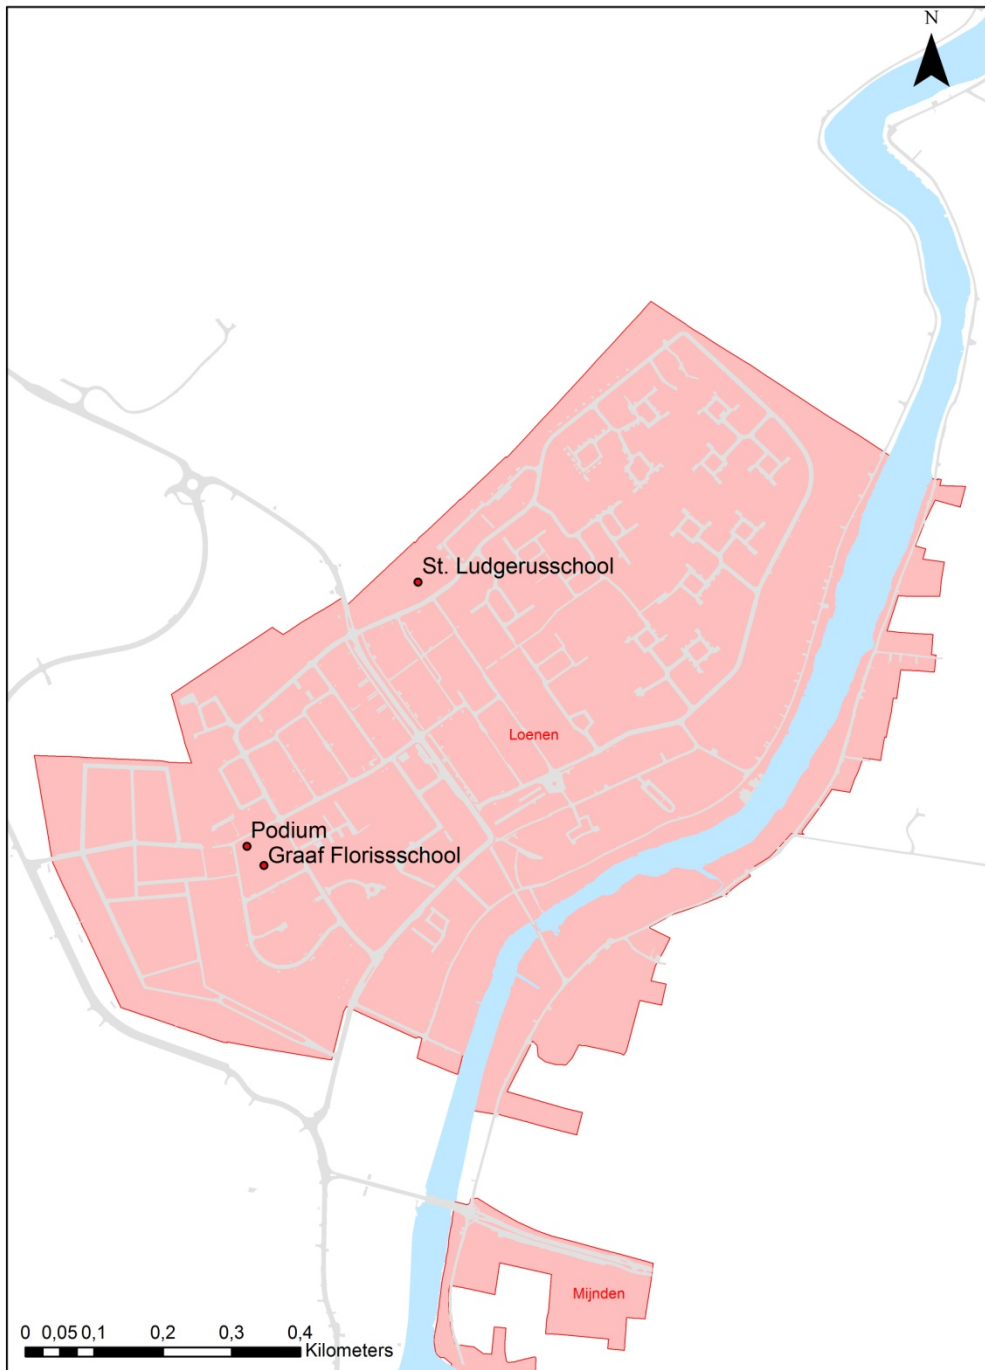 N
St. Ludgerusschool
Loenen
Podium
Graaf Florissschool
Mijnden
0 0,05 0,1 0,2 0,3 0,4
Kilometers